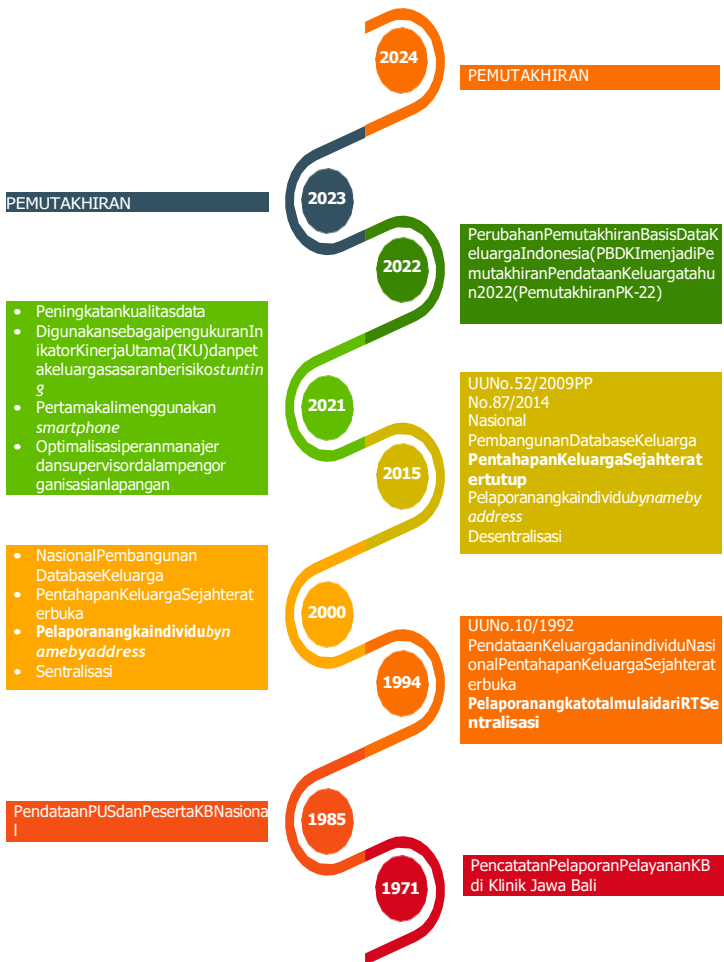 2024
PEMUTAKHIRAN
2023
PEMUTAKHIRAN
2022
PerubahanPemutakhiranBasisDataK
eluargaIndonesia(PBDKImenjadiPe
mutakhiranPendataanKeluargatahu
n2022(PemutakhiranPK-22)
• Peningkatankualitasdata
• DigunakansebagaipengukuranIn
ikatorKinerjaUtama(IKU)danpet
akeluargasasaranberisikostuntin
g
• Pertamakalimenggunakan
smartphone
• Optimalisasiperanmanajer
dansupervisordalampengor
ganisasianlapangan
2021
2015
UUNo.52/2009PP
No.87/2014
Nasional
PembangunanDatabaseKeluarga
PentahapanKeluargaSejahterat
ertutup
Pelaporanangkaindividubynameby
address
Desentralisasi
• NasionalPembangunan
DatabaseKeluarga
• PentahapanKeluargaSejahterat
erbuka
• Pelaporanangkaindividubyn
amebyaddress
• Sentralisasi
2000
1994
UUNo.10/1992
PendataanKeluargadanindividuNasi
onalPentahapanKeluargaSejahterat
erbuka
PelaporanangkatotalmulaidariRTSe
ntralisasi
PendataanPUSdanPesertaKBNasiona
l
1985
1971
PencatatanPelaporanPelayananKB
di Klinik Jawa Bali